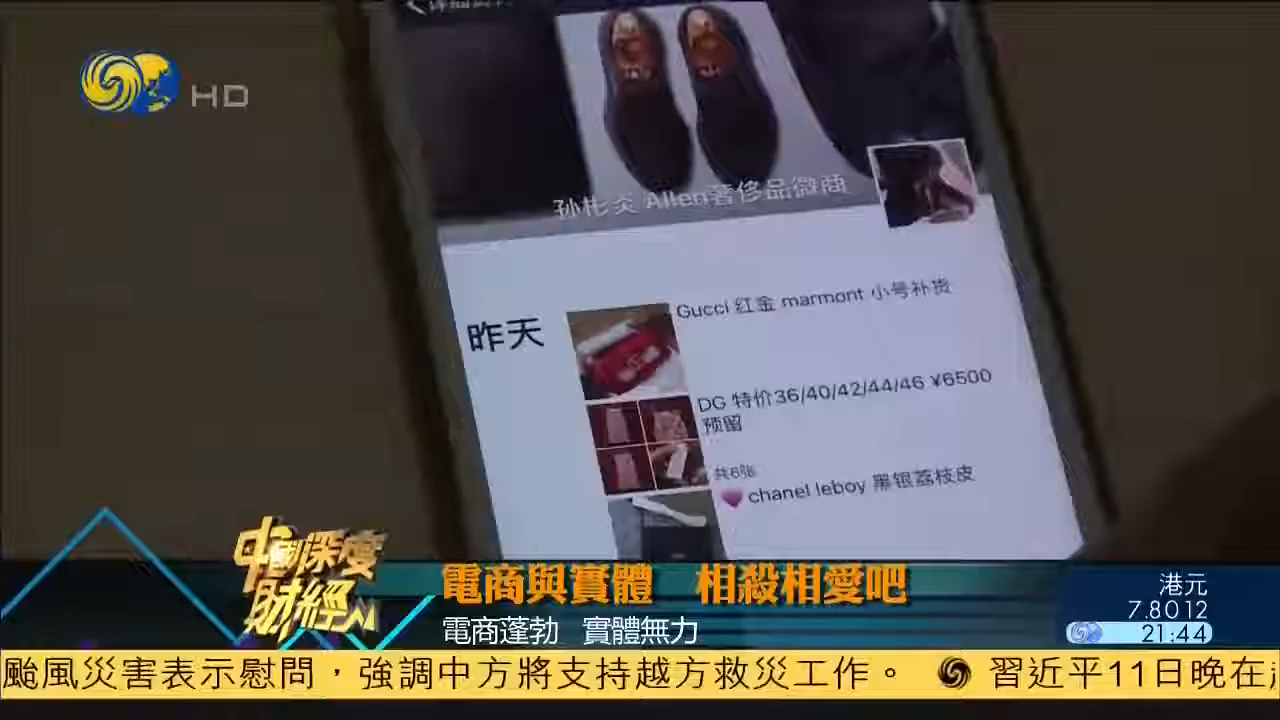 HD
孙彬炎 Allen著侈品微商
昨天
Gucci 红金 marmont 小号补货
DG 特价36/40/42/44/46 ¥6500
预留
共6张
chanel leboy 黑银荔枝皮
中國深度
財經
電商與實體 相殺相愛吧
電商蓬勃 實體無力
港元
7.8012
21:44
颱風災害表示慰問，強調中方將支持越方救災工作。 習近平11日晚在